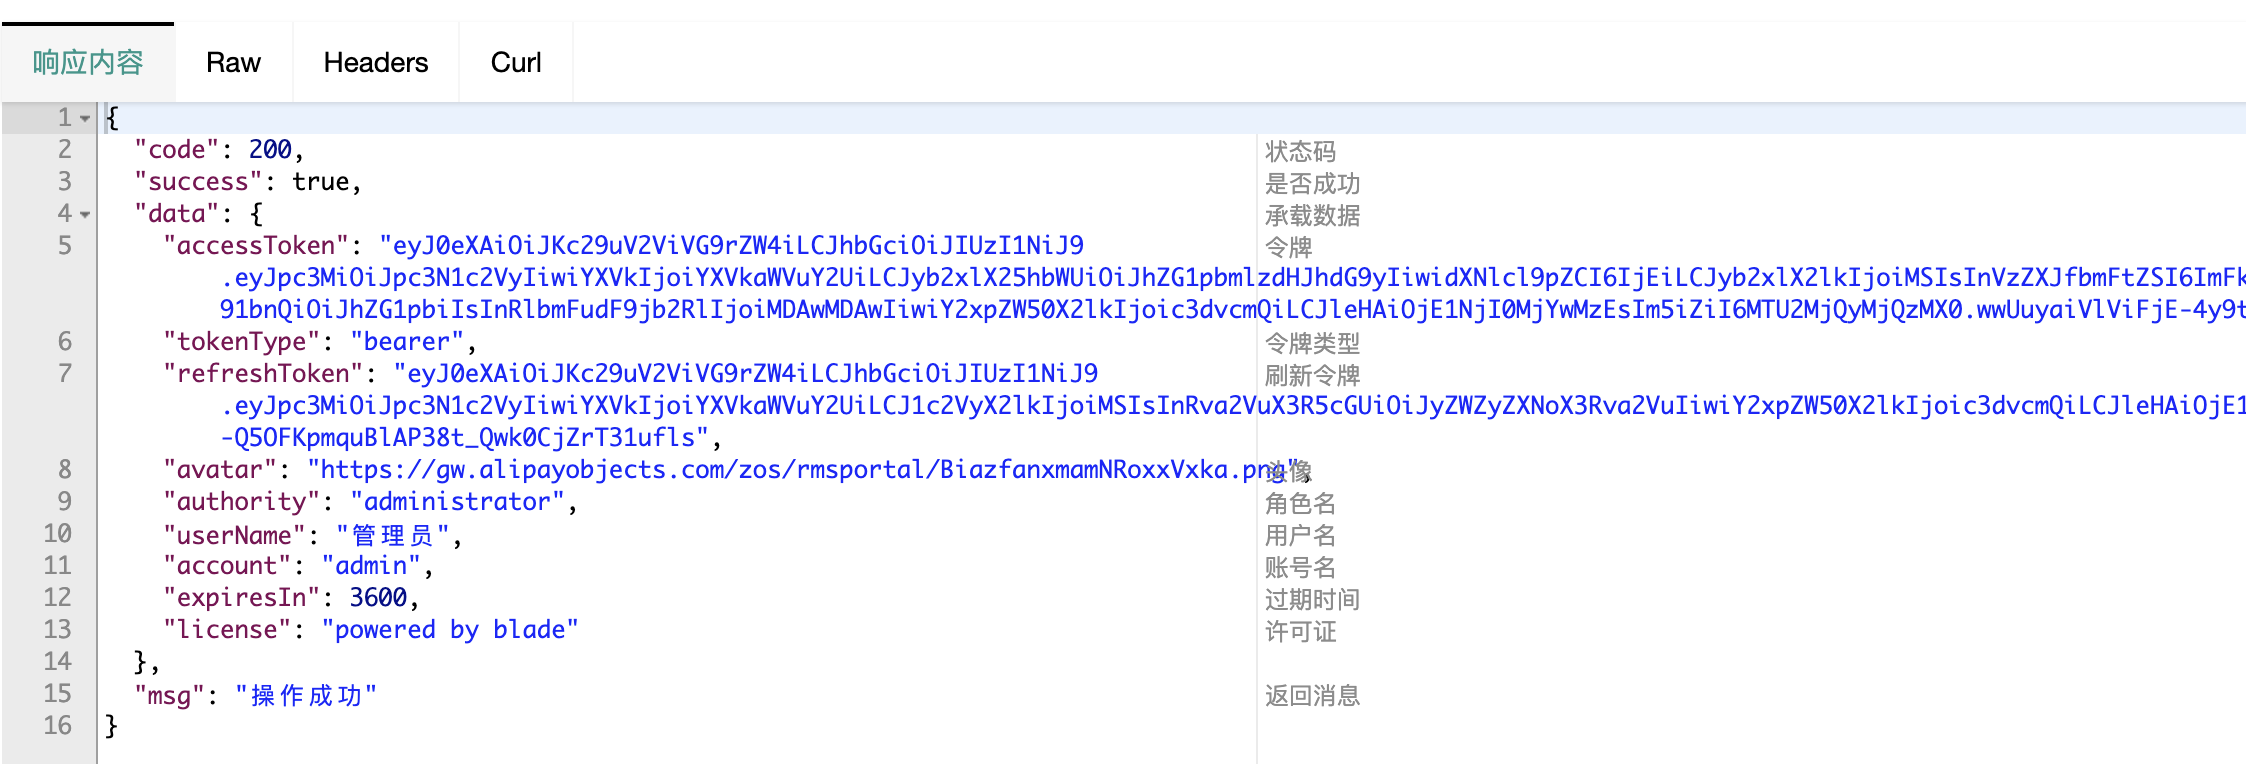 响应内容 Raw Headers Curl
1 {
2 "code": 200, 状态码
3 "success": true, 是否成功
4 "data": { 承载数据
5 "accessToken": "eyJ0eXAiOiJKc29uV2ViVG9rZW4iLCJhbGciOiJIUzI1NiJ9 令牌
.eyJpc3MiOiJpc3N1c2VyIiwiYXVkIjoiYXVkaWVuY2UiLCJyb2xlX25hbWUiOiJhZG1pbmlzdHJhdG9yIiwidXNlcl9pZCI6IjEiLCJyb2xlX2lkIjoiMSIsInVzZXJfbmFtZSI6ImFk
91bnQiOiJhZG1pbiIsInRlbmFudF9jb2RlIjoiMDAwMDAwIiwiY2xpZW50X2lkIjoic3dvcmQiLCJleHAiOjE1NjI0MjYwMzEsIm5iZiI6MTU2MjQyMjQzMX0.wwUuyaiVlViFjE-4y9t
6 "tokenType": "bearer", 令牌类型
7 "refreshToken": "eyJ0eXAiOiJKc29uV2ViVG9rZW4iLCJhbGciOiJIUzI1NiJ9 刷新令牌
.eyJpc3MiOiJpc3N1c2VyIiwiYXVkIjoiYXVkaWVuY2UiLCJ1c2VyX2lkIjoiMSIsInRva2VuX3R5cGUiOiJyZWZyZXNoX3Rva2VuIiwiY2xpZW50X2lkIjoic3dvcmQiLCJleHAiOjE1
-Q5OFKpmquBlAP38t_Qwk0CjZrT31ufls",
8 "avatar": "https://gw.alipayobjects.com/zos/rmsportal/BiazfanxmamNRoxxVxka.png", 头像
9 "authority": "administrator", 角色名
10 "userName": "管理员", 用户名
11 "account": "admin", 账号名
12 "expiresIn": 3600, 过期时间
13 "license": "powered by blade" 许可证
14 },
15 "msg": "操作成功" 返回消息
16 }